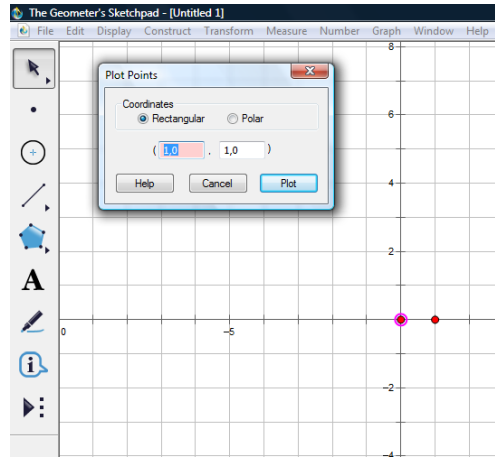 The Geometer's Sketchpad - [Untitled 1]
File Edit Display Construct Transform Measure Number Graph Window Help
Plot Points
Coordinates
Rectangular Polar
( 1,0 . 1,0 )
Help Cancel Plot
A
8
6
4
2
0 -5
-2
-4